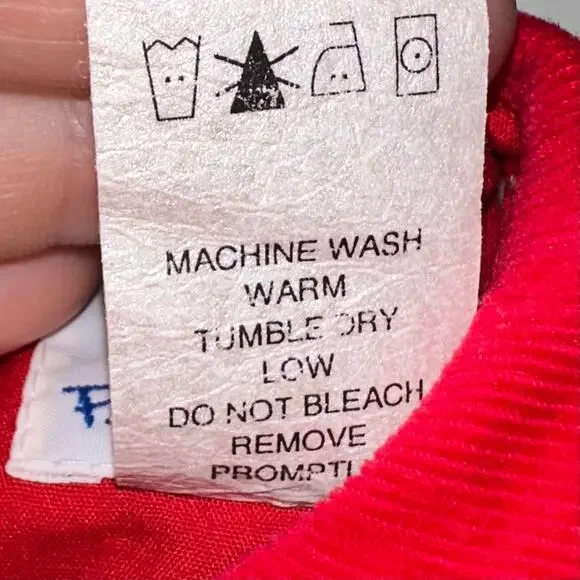 MACHINE WASH
WARM
TUMBLE DRY
LOW
DO NOT BLEACH
REMOVE